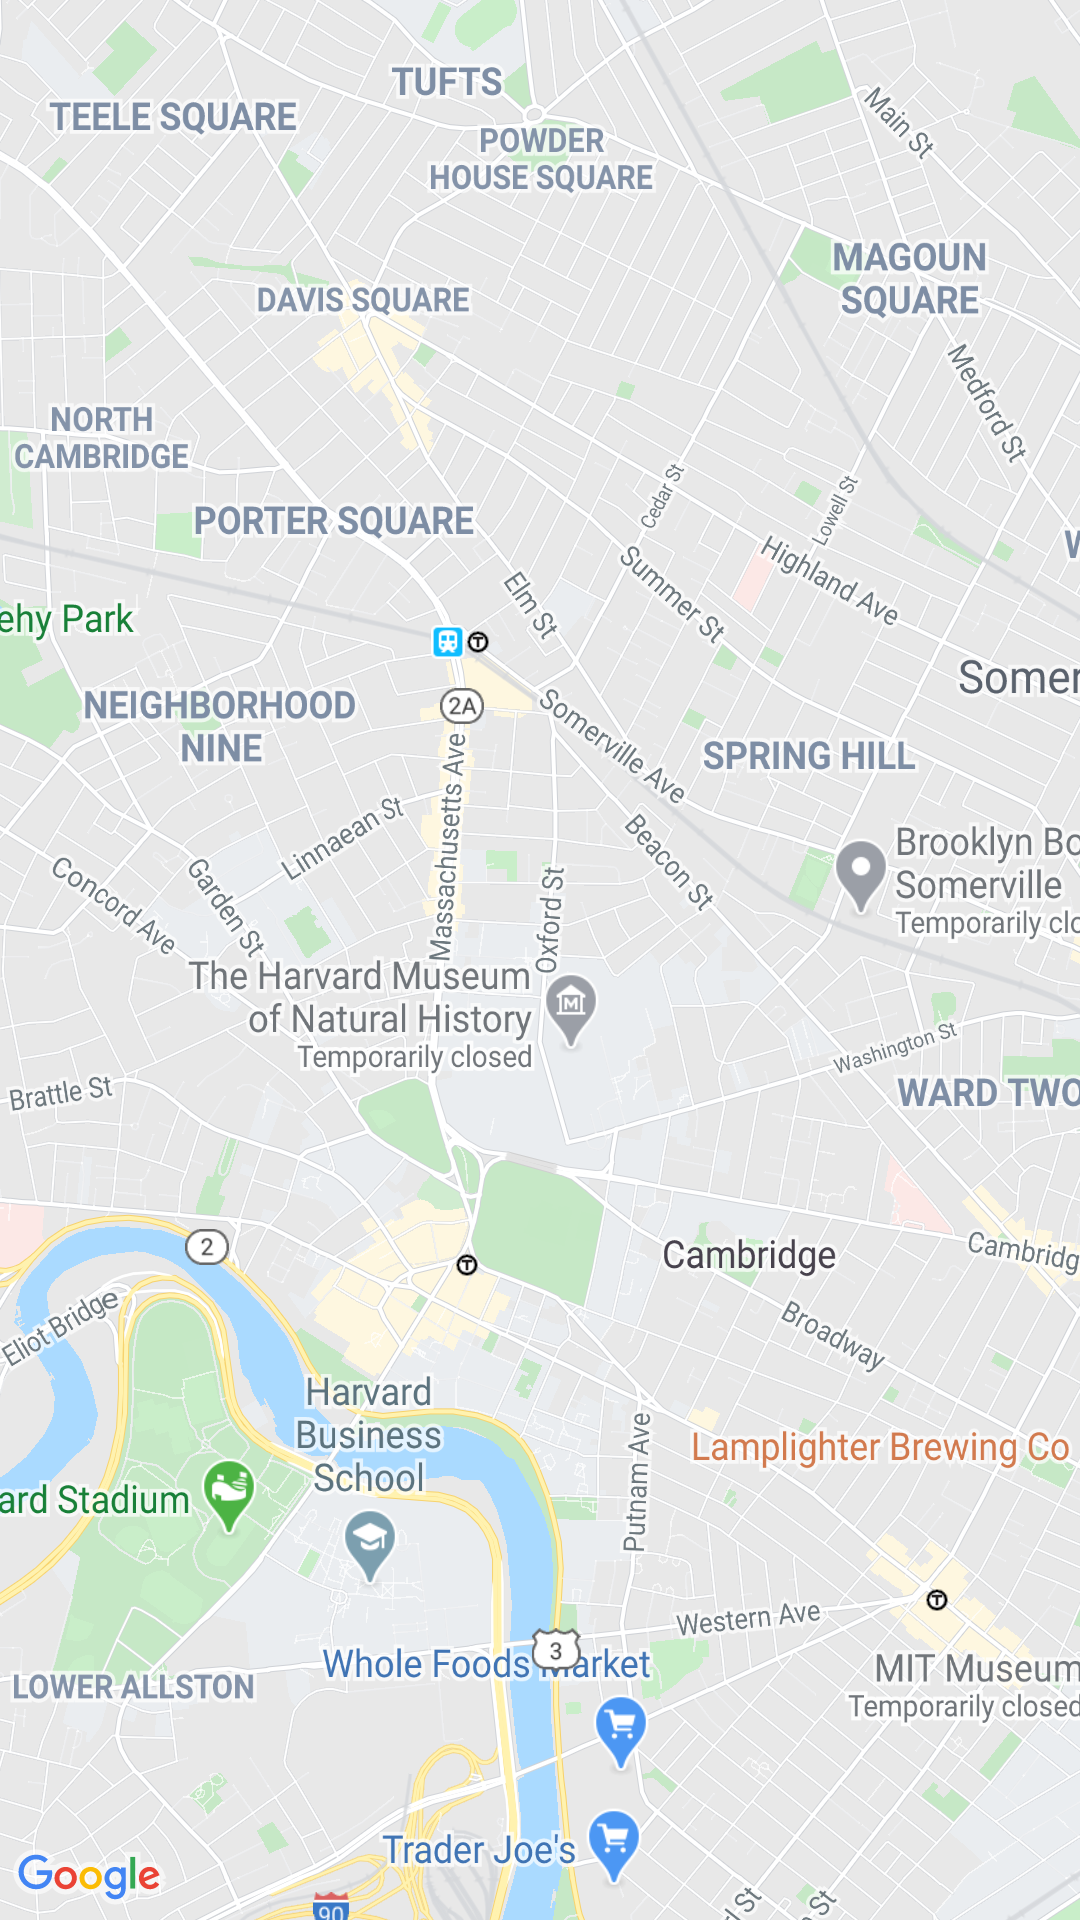 TUFTS
TEELE SQUARE
POWDER
HOUSE SQUARE
Main St
MAGOUN
SQUARE
DAVIS SQUARE
Medford St
NORTH
CAMBRIDGE
Cedar St
Lowell St
PORTER SQUARE
Highland Ave
Summer St
Elm St
ehy Park
Somer
NEIGHBORHOOD
NINE
2A
Somerville Ave
SPRING HILL
Massachusetts Ave
Linnaean St
Beacon St
Brooklyn Bo
Somerville
Temporarily clo
Concord Ave
Garden St
Oxford St
The Harvard Museum
of Natural History
Temporarily closed
Washington St
Brattle St
WARD TWO
2
Cambridge
Cambridg
Eliot Bridge
Broadway
Harvard
Business
School
Putnam Ave
Lamplighter Brewing Co
ard Stadium
Western Ave
3
Whole Foods Market
LOWER ALLSTON
MIT Museum
Temporarily closed
Trader Joe's
Google
90
St
St